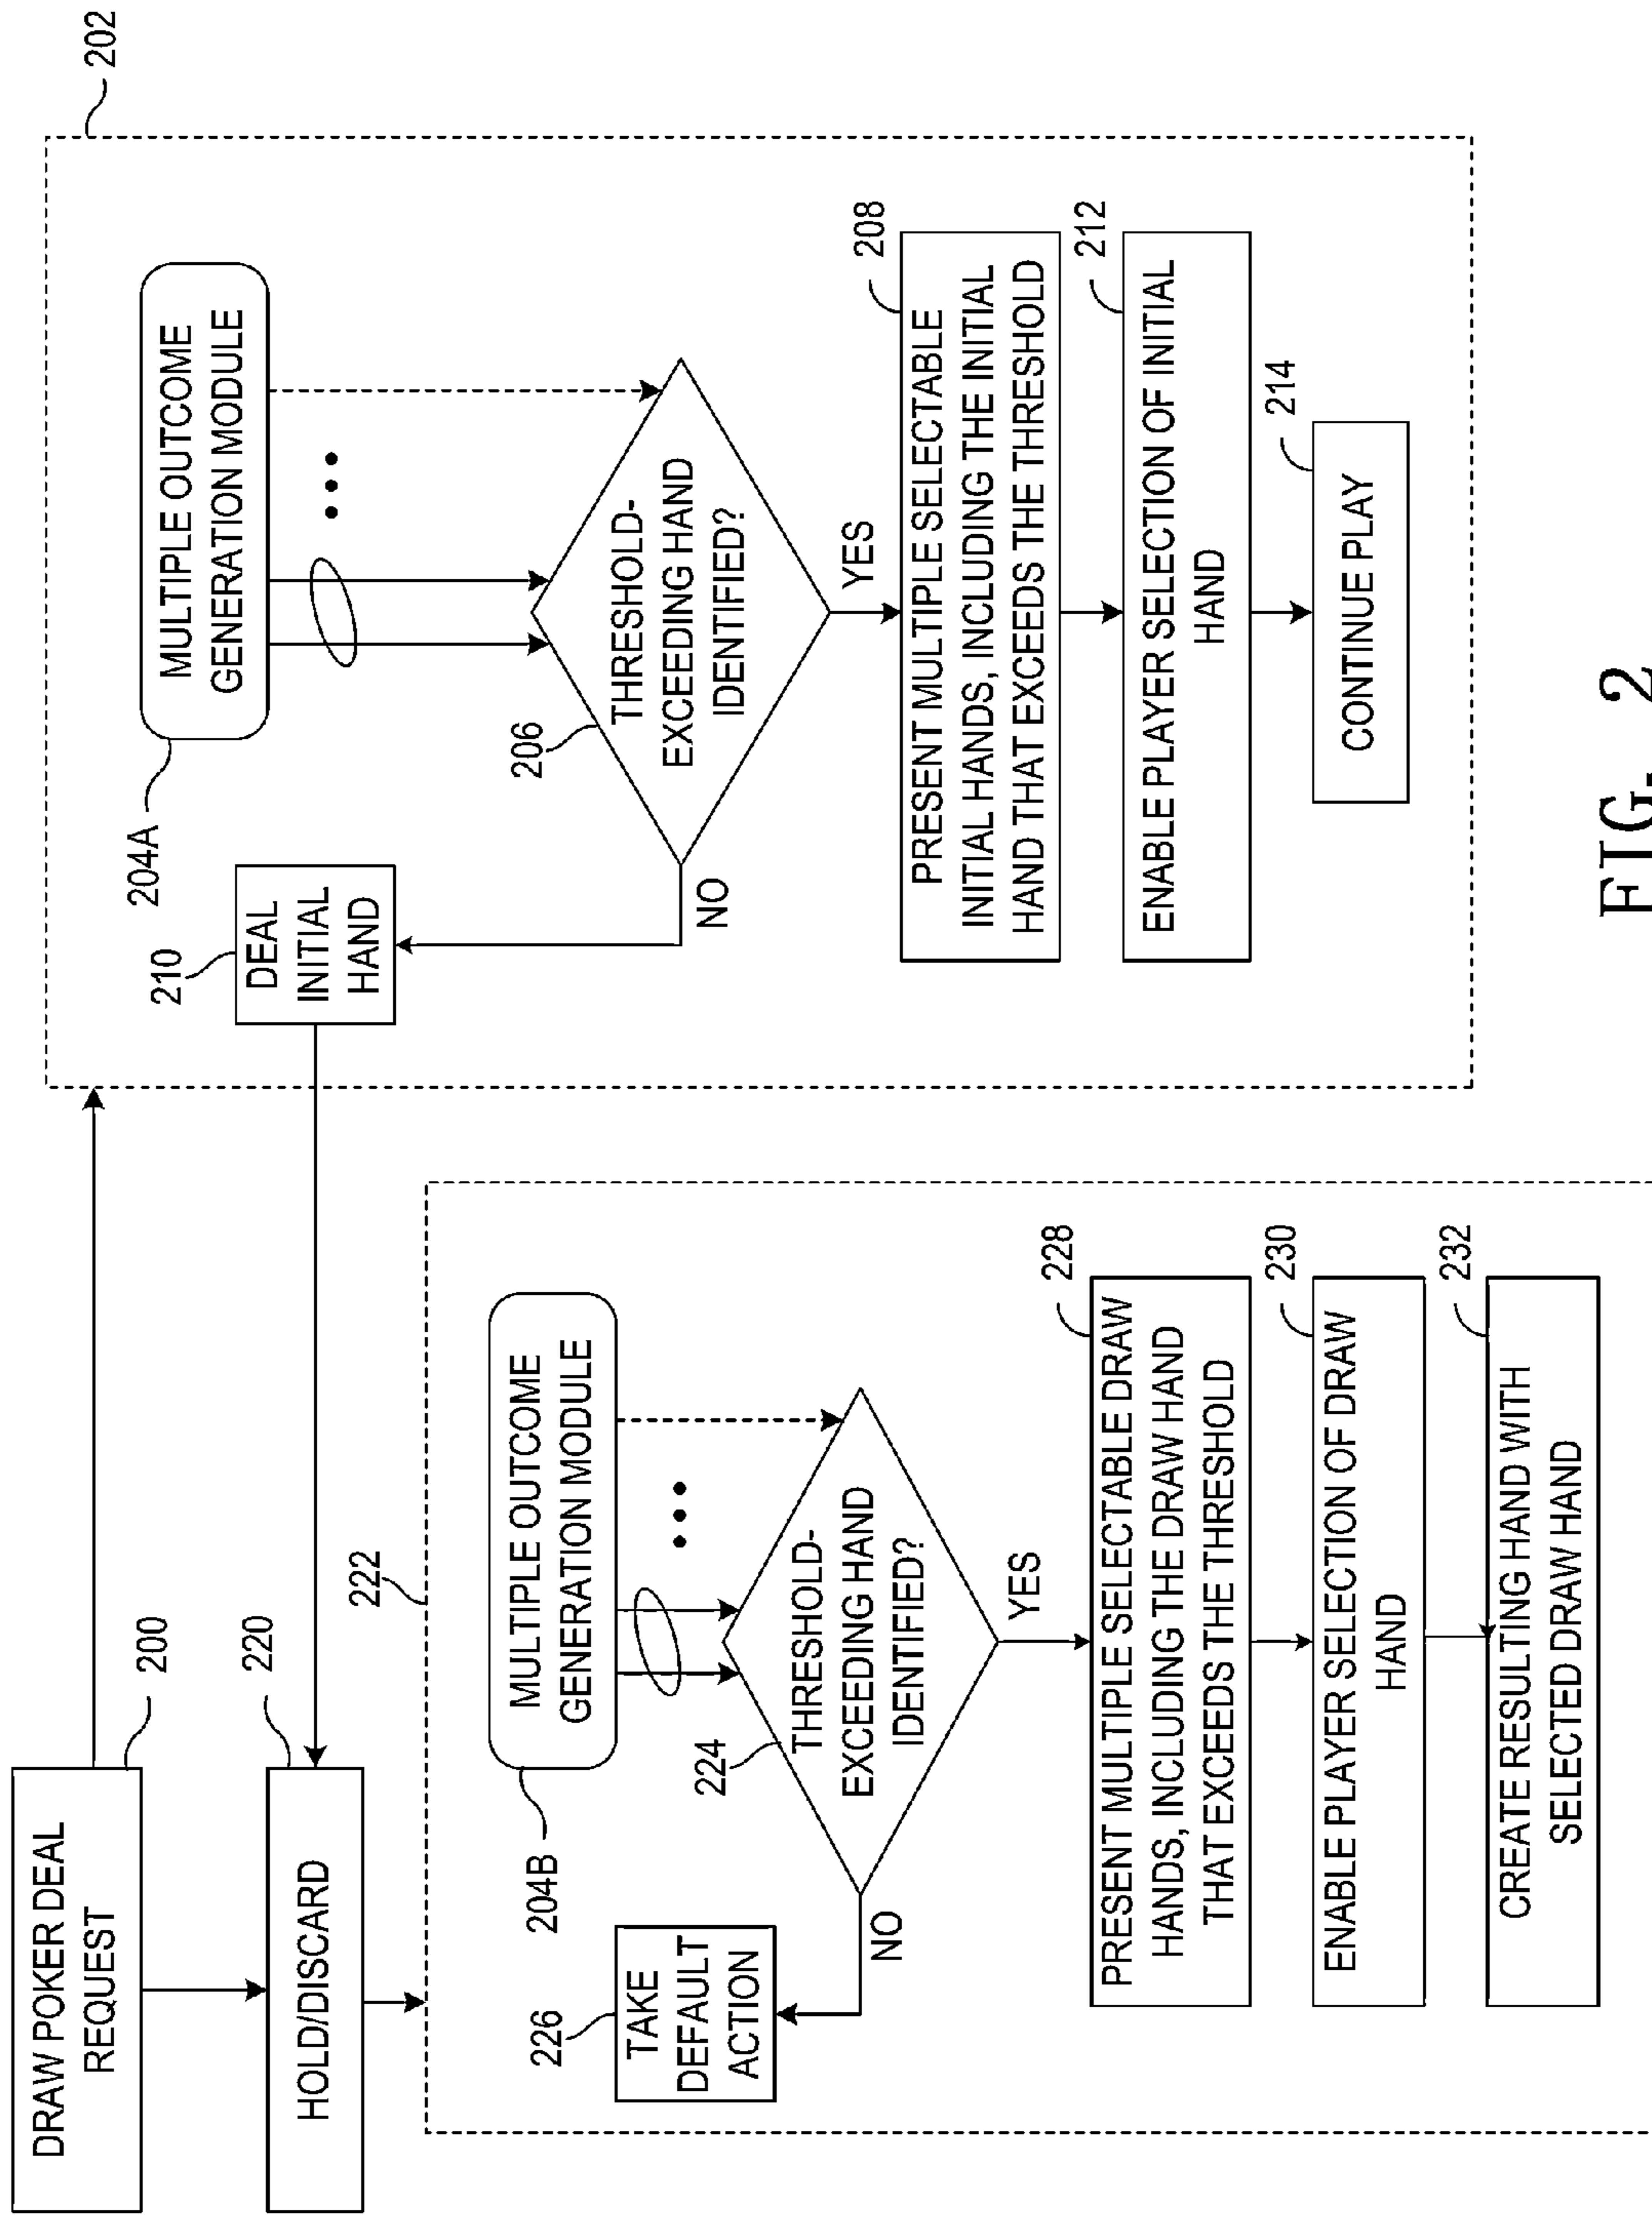 DRAW POKER DEAL
REQUEST
200
HOLD/DISCARD
220
222
MULTIPLE OUTCOME
GENERATION MODULE
204B
THRESHOLD-
EXCEEDING HAND
IDENTIFIED?
224
NO
TAKE
DEFAULT
ACTION
226
YES
PRESENT MULTIPLE SELECTABLE DRAW
HANDS, INCLUDING THE DRAW HAND
THAT EXCEEDS THE THRESHOLD
228
ENABLE PLAYER SELECTION OF DRAW
HAND
230
CREATE RESULTING HAND WITH
SELECTED DRAW HAND
232
202
MULTIPLE OUTCOME
GENERATION MODULE
204A
DEAL
INITIAL
HAND
210
THRESHOLD-
EXCEEDING HAND
IDENTIFIED?
206
NO
YES
PRESENT MULTIPLE SELECTABLE
INITIAL HANDS, INCLUDING THE INITIAL
HAND THAT EXCEEDS THE THRESHOLD
208
ENABLE PLAYER SELECTION OF INITIAL
HAND
212
CONTINUE PLAY
214
FIG. 2